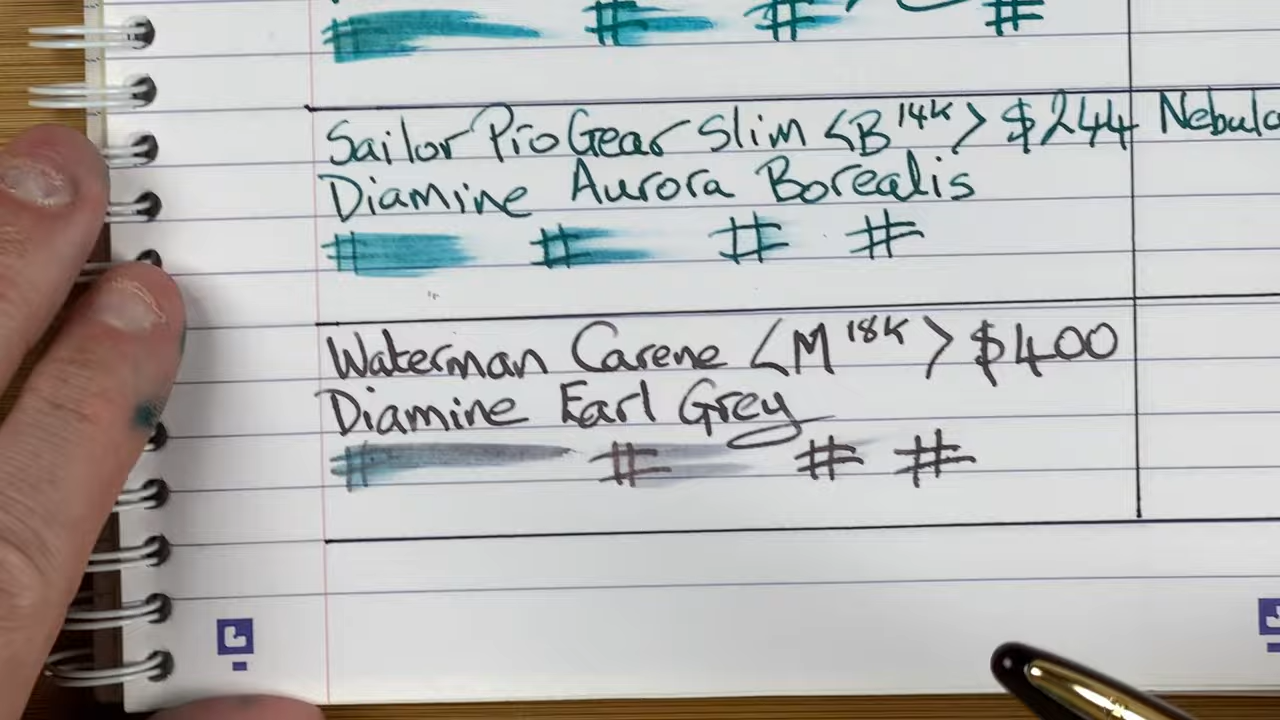 Sailor Pro Gear Slim <B 14K> $244
Nebula
Diamine Aurora Borealis
# # # #
Waterman Carene <M 18K> $400
Diamine Earl Grey
# # # #